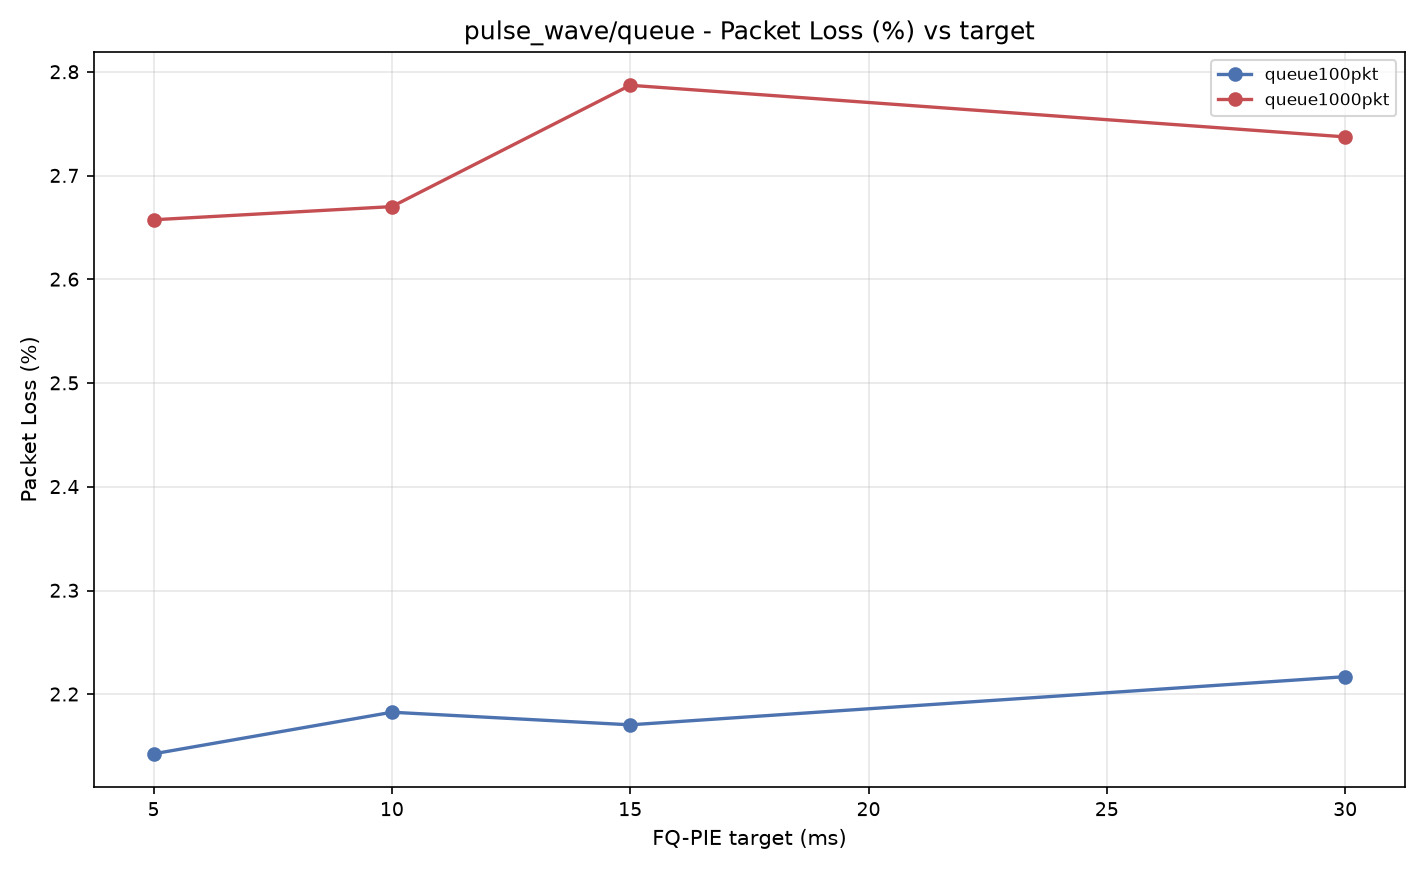 pulse_wave/queue - Packet Loss (%) vs target
queue100pkt
queue1000pkt
Packet Loss (%)
2.8
2.7
2.6
2.5
2.4
2.3
2.2
5 10 15 20 25 30
FQ-PIE target (ms)